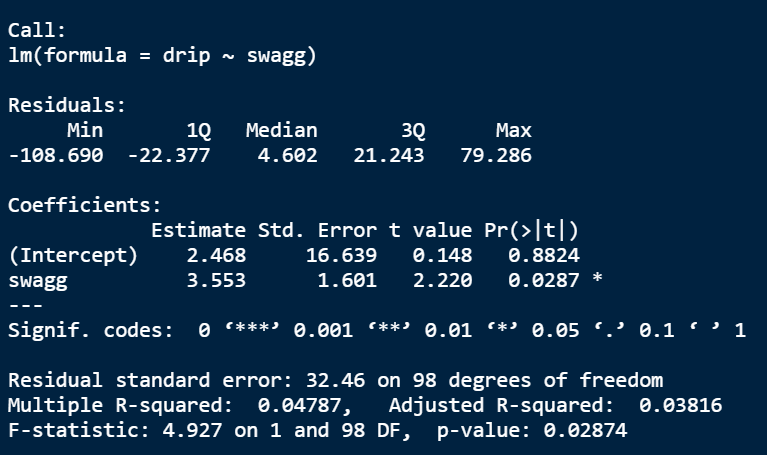 Call:
lm(formula = drip ~ swagg)
Residuals:
     Min       1Q   Median       3Q      Max
-108.690  -22.377    4.602   21.243   79.286
Coefficients:
            Estimate Std. Error t value Pr(>|t|)
(Intercept)    2.468     16.639   0.148   0.8824
swagg          3.553      1.601   2.220   0.0287 *
---
Signif. codes:  0 ‘***’ 0.001 ‘**’ 0.01 ‘*’ 0.05 ‘.’ 0.1 ‘ ’ 1
Residual standard error: 32.46 on 98 degrees of freedom
Multiple R-squared:  0.04787,   Adjusted R-squared:  0.03816
F-statistic: 4.927 on 1 and 98 DF,  p-value: 0.02874